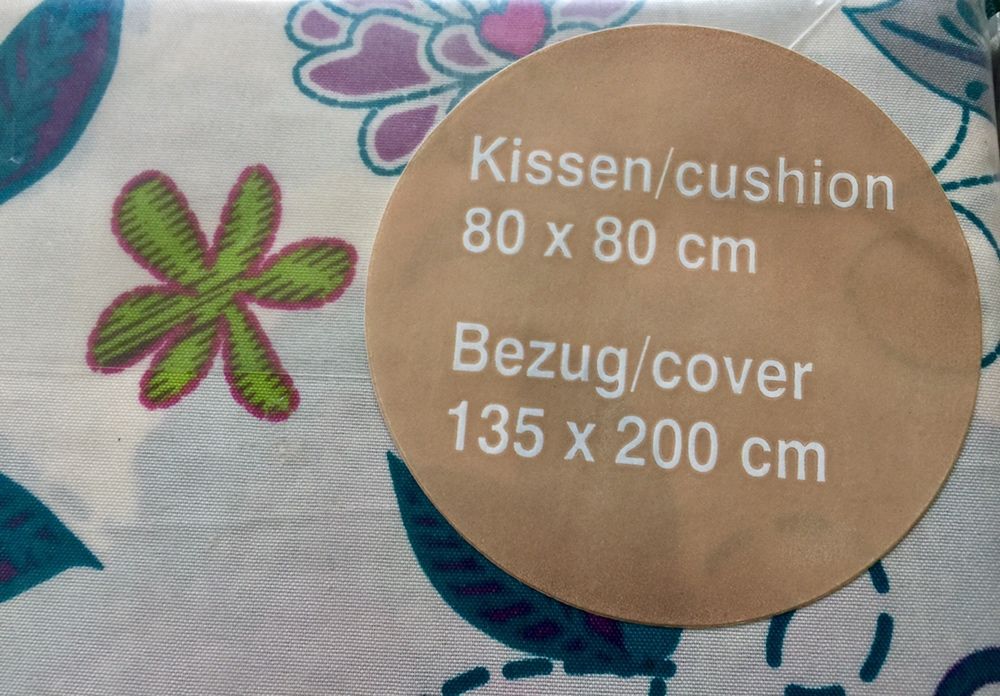 Kissen/cushion
80 x 80 cm
Bezug/cover
135 x 200 cm